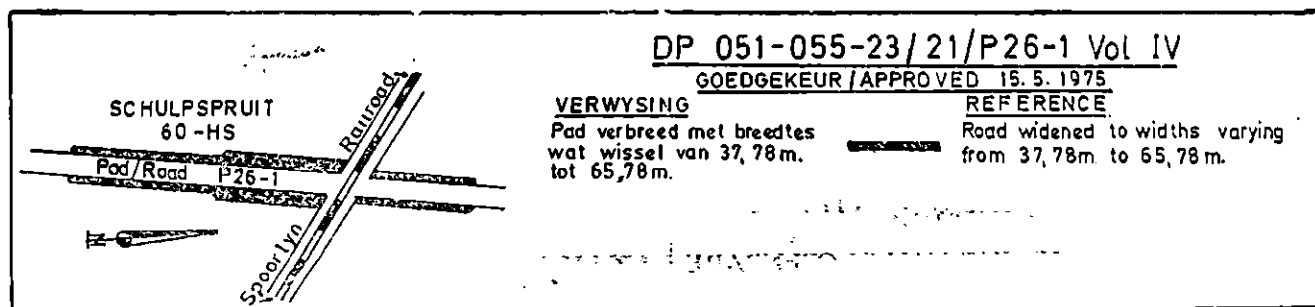 DP 051-055-23/21/P26-1 Vol IV
GOEDGEKEUR/APPROVED 15.5.1975
SCHULPSPRUIT
60-HS
Pad/Road P26-1
Spoorlyn Railroad
N
VERWYSING
Pad verbreed met breedtes
wat wissel van 37,78m.
tot 65,78m.
REFERENCE
Road widened to widths varying
from 37,78m to 65,78m.